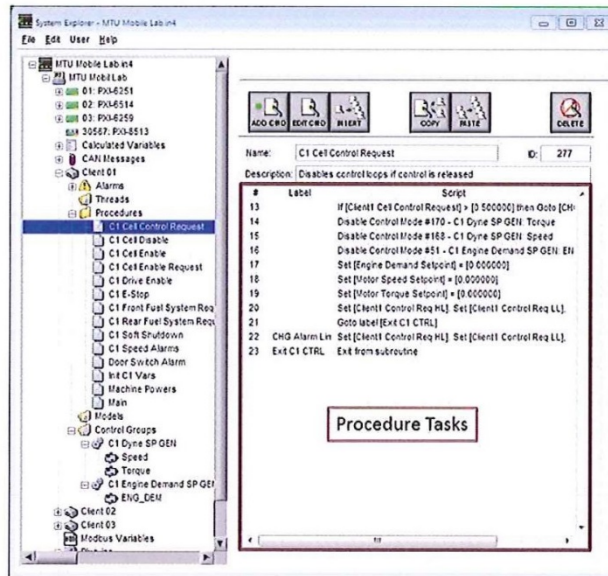 System Explorer - MTU Mobile Lab in4
File Edit User Help
MTU Mobile Lab in4
MTU Mobil Lab
01: PXI-6251
02: PXI-6514
03: PXI-6259
30587: PXI-8513
Calculated Variables
CAN Messages
Client 01
Alarms
Threads
Procedures
C1 Cell Control Request
C1 Cell Disable
C1 Cell Enable
C1 Cell Enable Request
C1 Drive Enable
C1 E-Stop
C1 Front Fuel System Req
C1 Rear Fuel System Requ
C1 Soft Shutdown
C1 Speed Alarms
Door Switch Alarm
Init C1 Vars
Machine Powers
Main
Models
Control Groups
C1 Dyne SP GEN
Speed
Torque
C1 Engine Demand SP GEN
ENG_DEM
Client 02
Client 03
Modbus Variables
ADD CMD EDIT CMD INSERT COPY PASTE DELETE
Name: C1 Cell Control Request ID: 277
Description: Disables control loops if control is released
# Label Script
13 If [Client1 Control Request] > [0.500000] then Goto [CH
14 Disable Control Mode #170 - C1 Dyne SP GEN: Torque
15 Disable Control Mode #168 - C1 Dyne SP GEN: Speed
16 Disable Control Mode #51 - C1 Engine Demand SP GEN: EN
17 Set [Engine Demand Setpoint] = [0.000000]
18 Set [Motor Speed Setpoint] = [0.000000]
19 Set [Motor Torque Setpoint] = [0.000000]
20 Set [Client1 Control Req HL]. Set [Client1 Control Req LL].
21 Goto label [Exit C1 CTRL]
22 CHG Alarm Lin Set [Client1 Control Req HL]. Set [Client1 Control Req LL].
23 Exit C1 CTRL Exit from subroutine
Procedure Tasks